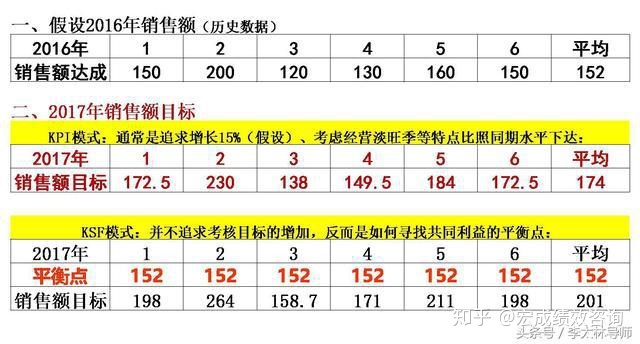 一、假设2016年销售额（历史数据）
2016年 1 2 3 4 5 6 平均
销售额达成 150 200 120 130 160 150 152
二、2017年销售额目标
KPI模式：通常是追求增长15%（假设）、考虑经营淡旺季等特点比照同期水平下达：
2017年 1 2 3 4 5 6 平均
销售额目标 172.5 230 138 149.5 184 172.5 174
KSF模式：并不追求考核目标的增加，反而是如何寻找共同利益的平衡点：
2017年 1 2 3 4 5 6 平均
平衡点 152 152 152 152 152 152 152
销售额目标 198 264 158.7 171 211 198 201
知乎 @宏成绩效咨询
头条号／李太林导师